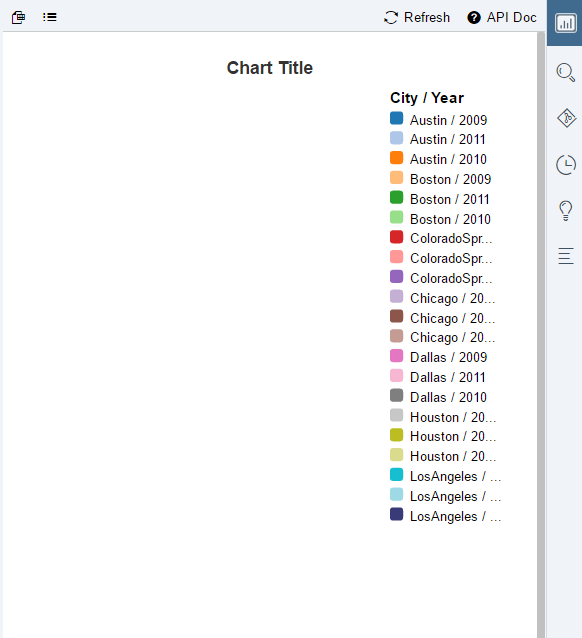 Refresh API Doc
Chart Title
City / Year
Austin / 2009
Austin / 2011
Austin / 2010
Boston / 2009
Boston / 2011
Boston / 2010
ColoradoSpr...
ColoradoSpr...
ColoradoSpr...
Chicago / 20...
Chicago / 20...
Chicago / 20...
Dallas / 2009
Dallas / 2011
Dallas / 2010
Houston / 20...
Houston / 20...
Houston / 20...
LosAngeles / ...
LosAngeles / ...
LosAngeles / ...